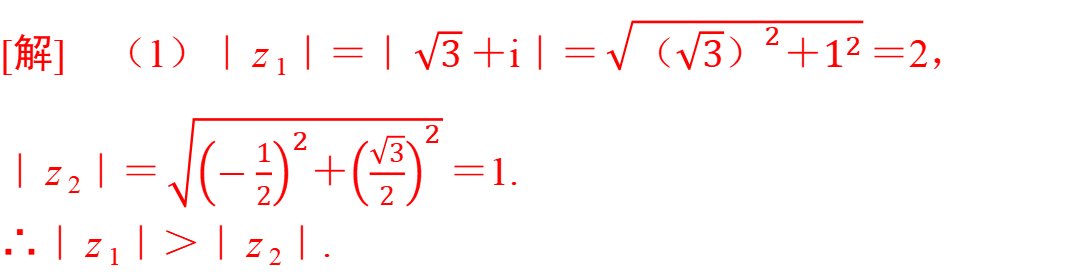 [解] （1）｜z₁｜＝｜√3＋i｜＝√(（√3）²＋1²)＝2，
｜z₂｜＝√((−1/2)²＋(√3/2)²)＝1.
∴｜z₁｜＞｜z₂｜.